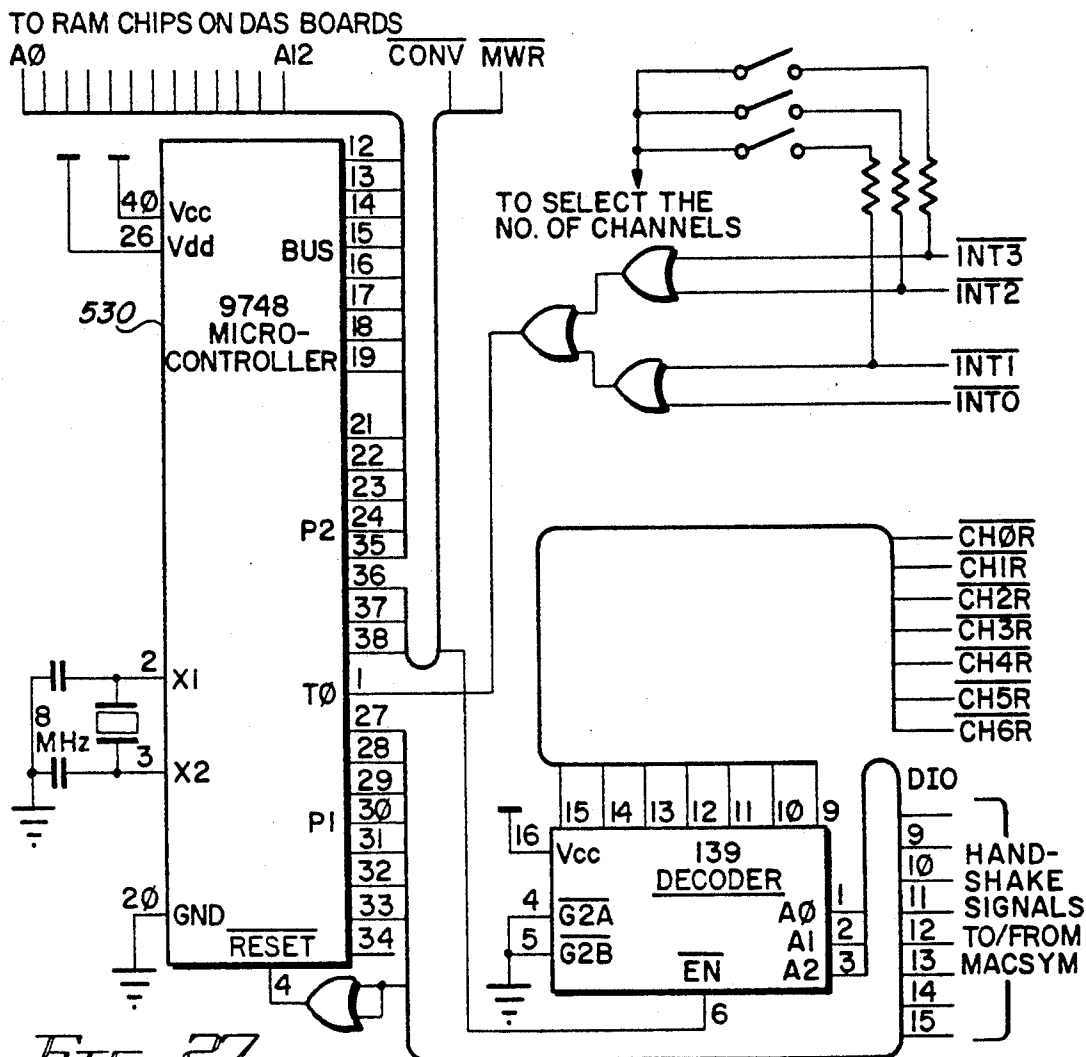 TO RAM CHIPS ON DAS BOARDS
AØ
A12
CONV
MWR
12
13
14
15
16
17
18
19
4Ø
Vcc
26
Vdd
BUS
530
9748
MICRO-
CONTROLLER
TO SELECT THE
NO. OF CHANNELS
INT3
INT2
INT1
INTO
21
22
23
24
35
36
37
38
P2
2
X1
TØ
1
8
MHz
3
X2
27
28
29
30
31
32
33
34
P1
2Ø
GND
RESET
4
CHØR
CH1R
CH2R
CH3R
CH4R
CH5R
CH6R
15
14
13
12
11
10
9
16
Vcc
139
DECODER
4
G2A
5
G2B
EN
6
AØ
1
A1
2
A2
3
DIO
9
10
11
12
13
14
15
HAND-
SHAKE
SIGNALS
TO/FROM
MACSYM